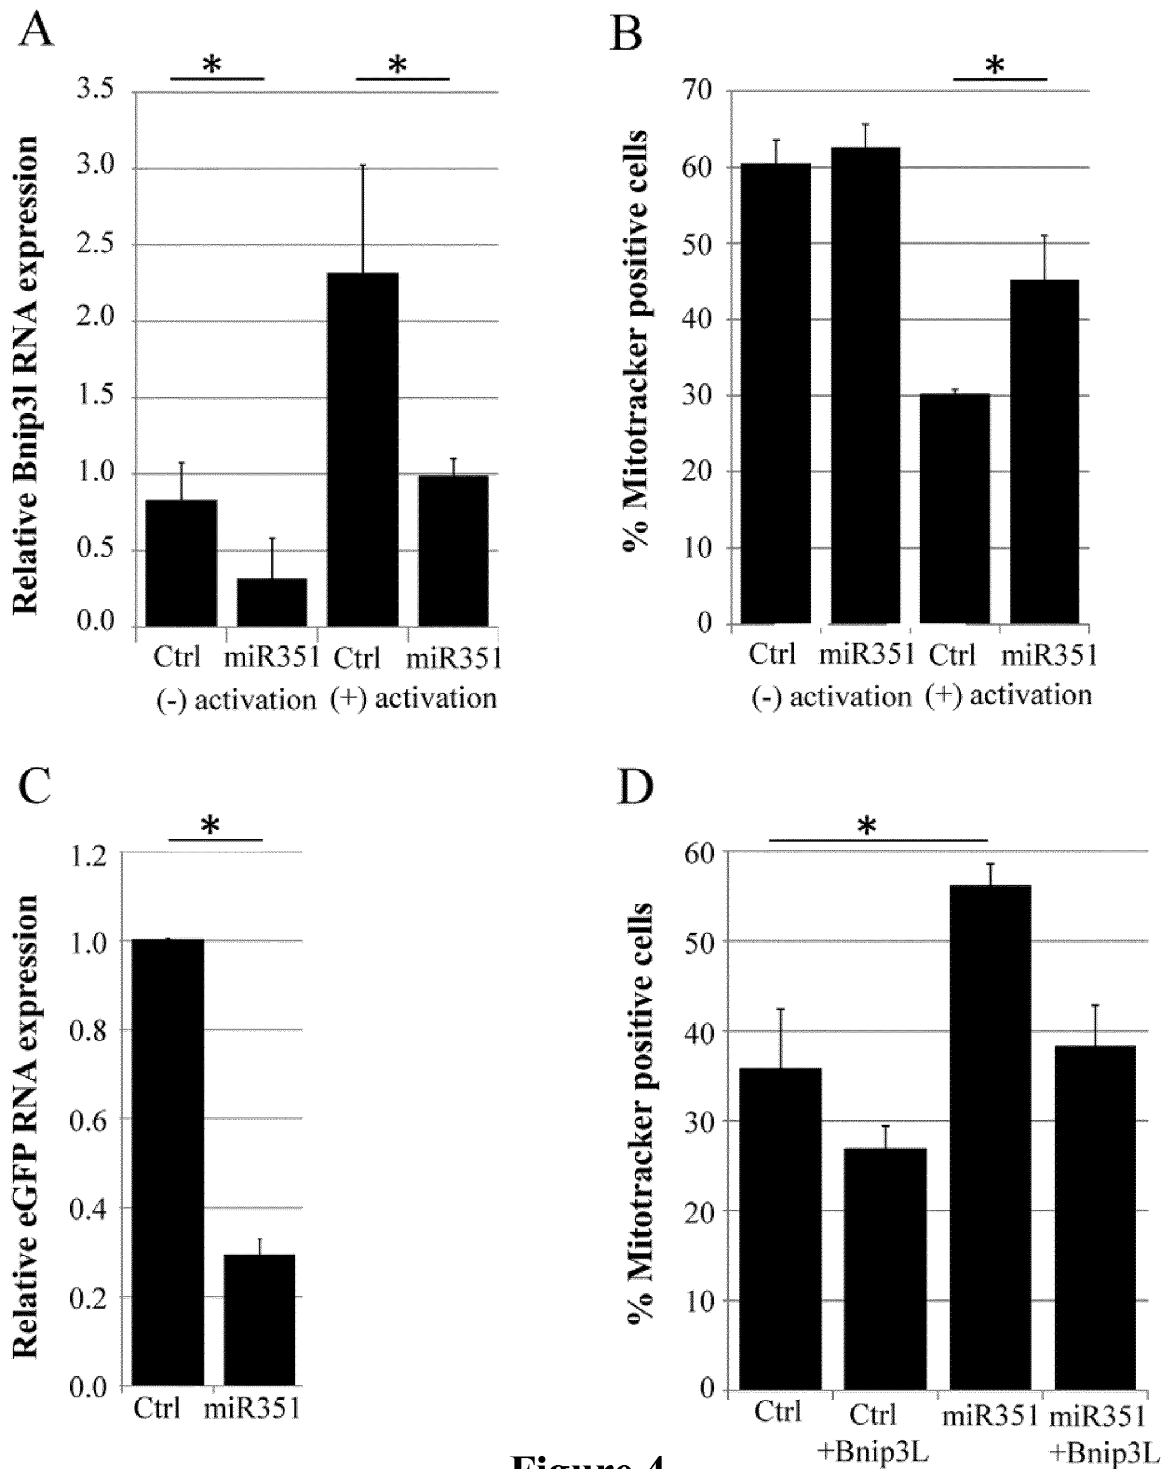 A
*
*
Relative Bnip3l RNA expression
3.5
3.0
2.5
2.0
1.5
1.0
0.5
0.0
Ctrl miR351 Ctrl miR351
(-) activation (+) activation
B
*
% Mitotracker positive cells
70
60
50
40
30
20
10
0
Ctrl miR351 Ctrl miR351
(-) activation (+) activation
C
*
Relative eGFP RNA expression
1.2
1.0
0.8
0.6
0.4
0.2
0.0
Ctrl miR351
D
*
% Mitotracker positive cells
60
50
40
30
20
10
0
Ctrl Ctrl miR351 miR351
+Bnip3L +Bnip3L
Figure 4